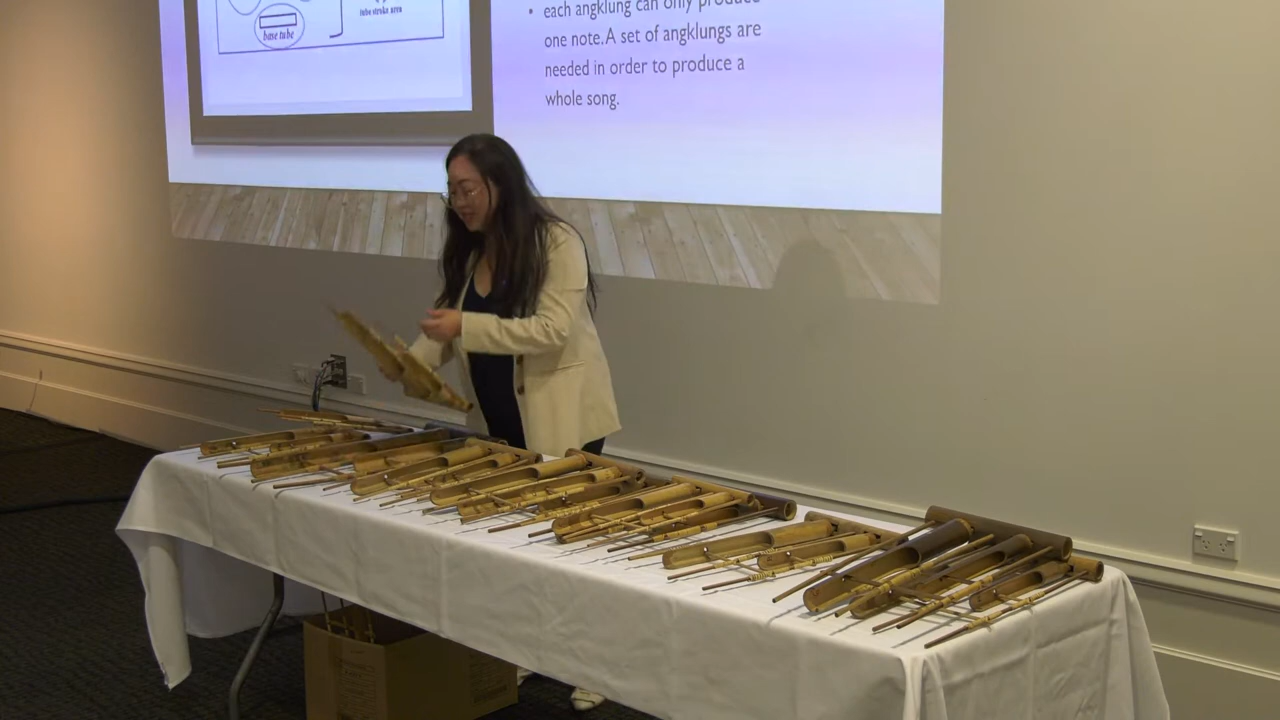 tube stroke area
base tube
• each angklung can only produce
one note.A set of angklungs are
needed in order to produce a
whole song.